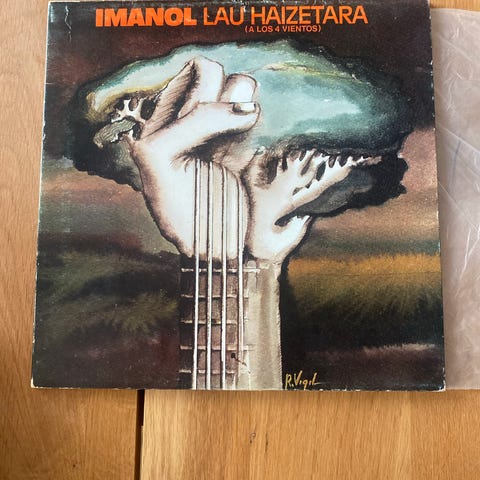 IMANOL LAU HAIZETARA
(A LOS 4 VIENTOS)
R. Vigil